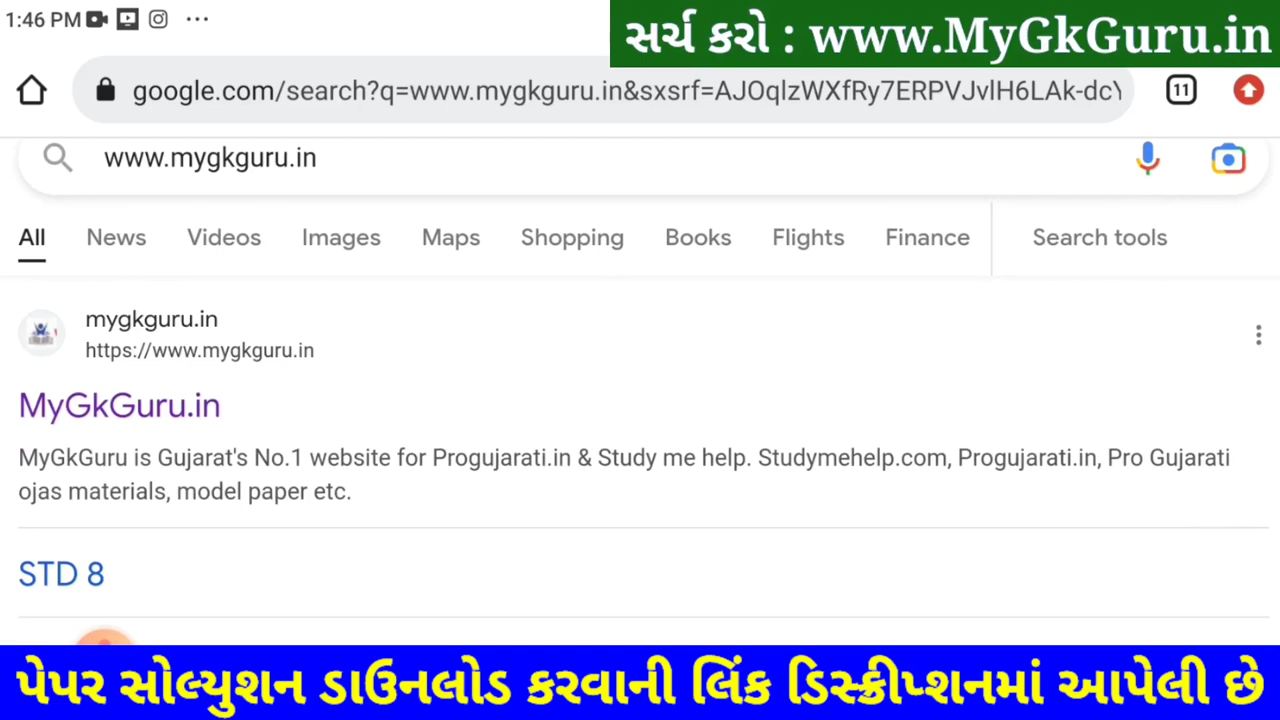 1:46 PM
સર્ચ કરો : www.MyGkGuru.in
google.com/search?q=www.mygkguru.in&sxsrf=AJOqlzWXfRy7ERPVJvlH6LAk-dcY
11
www.mygkguru.in
All News Videos Images Maps Shopping Books Flights Finance Search tools
mygkguru.in
https://www.mygkguru.in
MyGkGuru.in
MyGkGuru is Gujarat's No.1 website for Progujarati.in & Study me help. Studymehelp.com, Progujarati.in, Pro Gujarati
ojas materials, model paper etc.
STD 8
પેપર સોલ્યુશન ડાઉનલોડ કરવાની લિંક ડિસ્ક્રીપ્શનમાં આપેલી છે